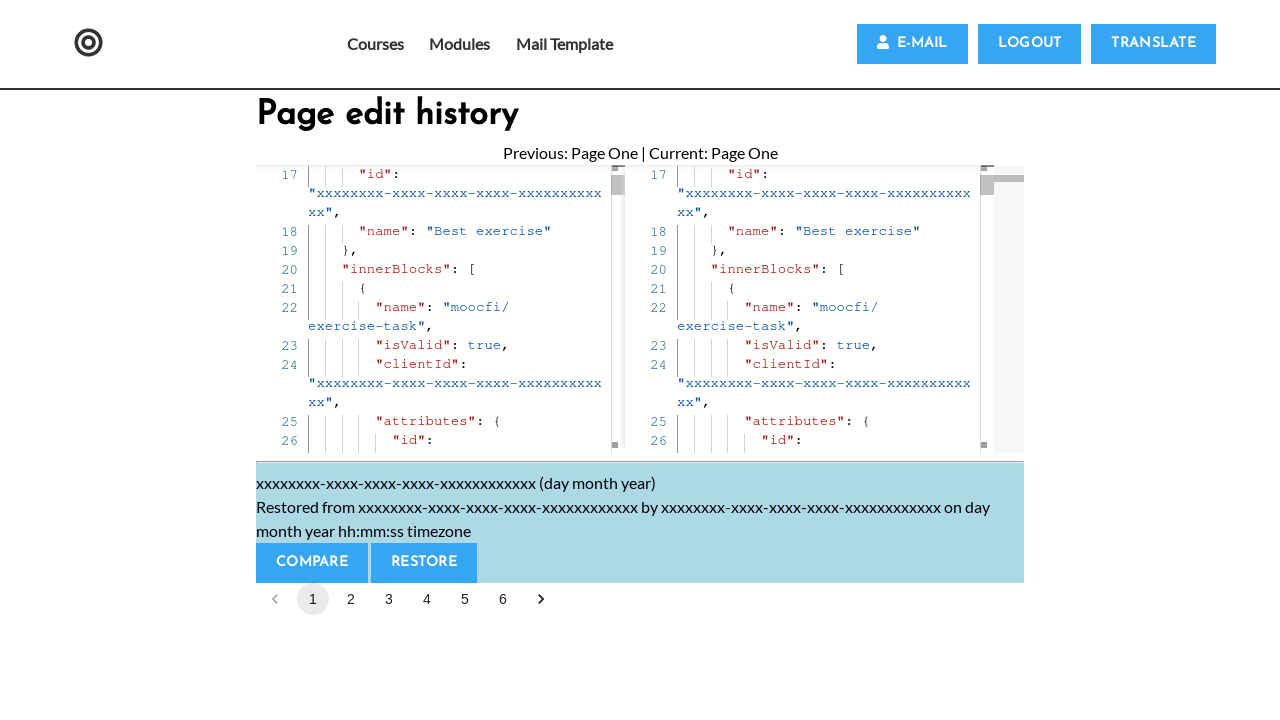 Courses Modules Mail Template E-MAIL LOGOUT TRANSLATE
Page edit history
Previous: Page One | Current: Page One
17 "id":
"xxxxxxxx-xxxx-xxxx-xxxx-xxxxxxxxxx
xx",
18 "name": "Best exercise"
19 },
20 "innerBlocks": [
21 {
22 "name": "moocfi/
exercise-task",
23 "isValid": true,
24 "clientId":
"xxxxxxxx-xxxx-xxxx-xxxx-xxxxxxxxxx
xx",
25 "attributes": {
26 "id":
17 "id":
"xxxxxxxx-xxxx-xxxx-xxxx-xxxxxxxxxx
xx",
18 "name": "Best exercise"
19 },
20 "innerBlocks": [
21 {
22 "name": "moocfi/
exercise-task",
23 "isValid": true,
24 "clientId":
"xxxxxxxx-xxxx-xxxx-xxxx-xxxxxxxxxx
xx",
25 "attributes": {
26 "id":
xxxxxxxx-xxxx-xxxx-xxxx-xxxxxxxxxxxx (day month year)
Restored from xxxxxxxx-xxxx-xxxx-xxxx-xxxxxxxxxxxx by xxxxxxxx-xxxx-xxxx-xxxx-xxxxxxxxxxxx on day
month year hh:mm:ss timezone
COMPARE RESTORE
1 2 3 4 5 6